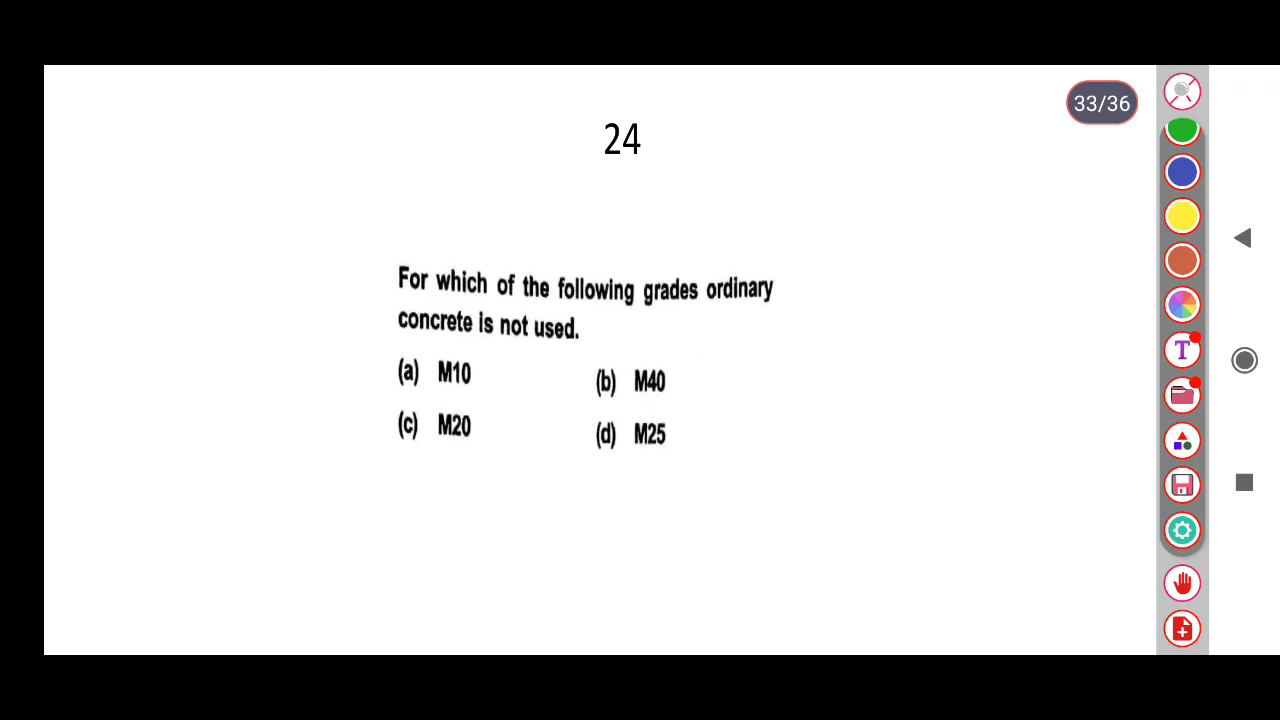 33/36
24
For which of the following grades ordinary
concrete is not used.
(a) M10 (b) M40
(c) M20 (d) M25
T